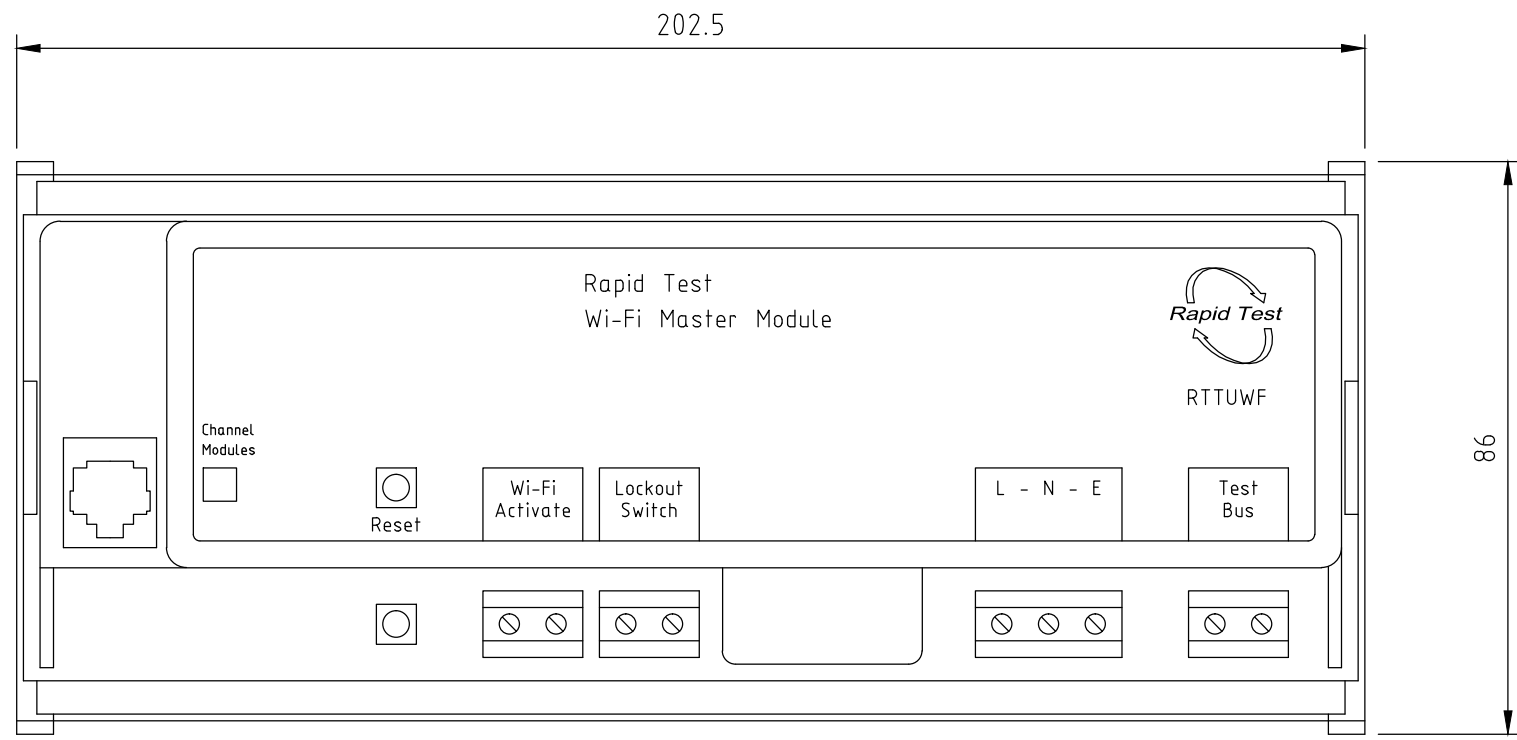 202.5
Rapid Test
Wi-Fi Master Module
Rapid Test
RTTUWF
86
Channel
Modules
Reset
Wi-Fi
Activate
Lockout
Switch
L - N - E
Test
Bus